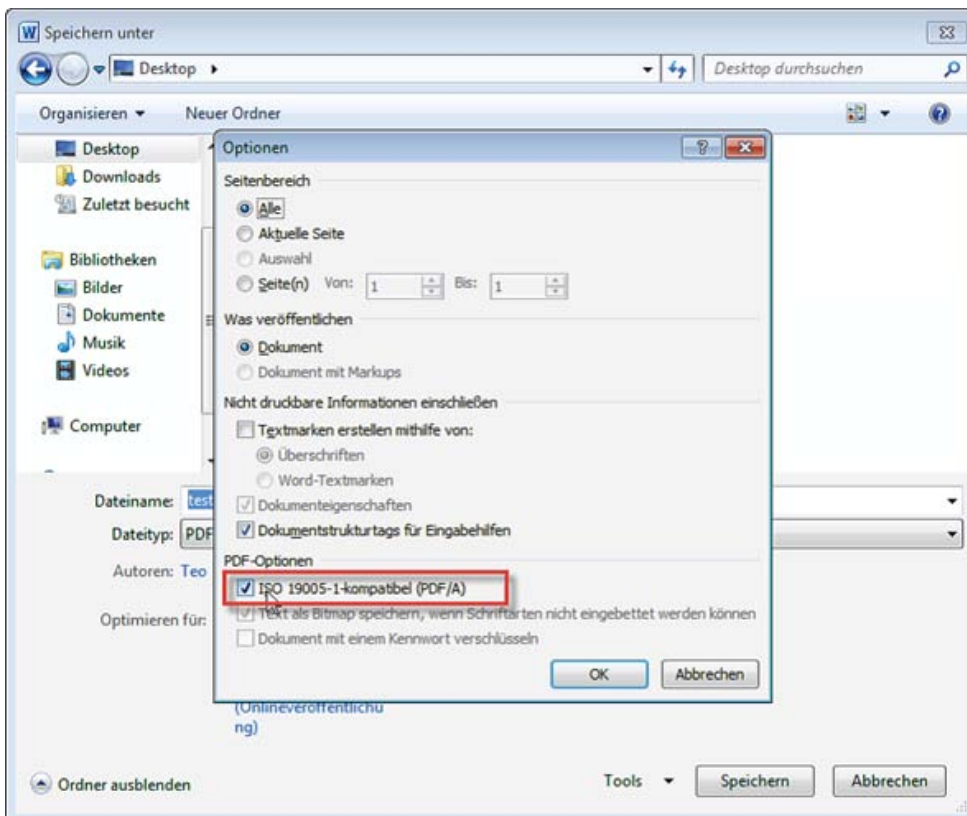 Speichern unter
Desktop
Desktop durchsuchen
Organisieren
Neuer Ordner
Desktop
Downloads
Zuletzt besucht
Bibliotheken
Bilder
Dokumente
Musik
Videos
Computer
Optionen
Seitenbereich
Alle
Aktuelle Seite
Auswahl
Seite(n) Von: 1 Bis: 1
Was veröffentlichen
Dokument
Dokument mit Markups
Nicht druckbare Informationen einschließen
Textmarken erstellen mithilfe von:
Überschriften
Word-Textmarken
Dokumenteigenschaften
Dokumentstrukturtags für Eingabehilfen
PDF-Optionen
ISO 19005-1-kompatibel (PDF/A)
Text als Bitmap speichern, wenn Schriftarten nicht eingebettet werden können
Dokument mit einem Kennwort verschlüsseln
OK Abbrechen
Dateiname: test
Dateityp: PDF
Autoren: Teo
Optimieren für:
(Onlineveröffentlichu
ng)
Ordner ausblenden
Tools
Speichern
Abbrechen